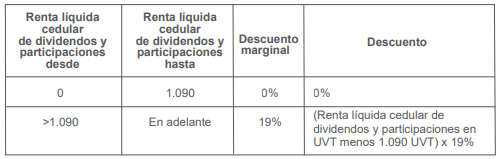 Renta líquida
cedular
de dividendos y
participaciones
desde
Renta líquida
cedular
de dividendos y
participaciones
hasta
Descuento
marginal
Descuento
0
1.090
0%
0%
>1.090
En adelante
19%
(Renta líquida cedular de
dividendos y participaciones en
UVT menos 1.090 UVT) x 19%